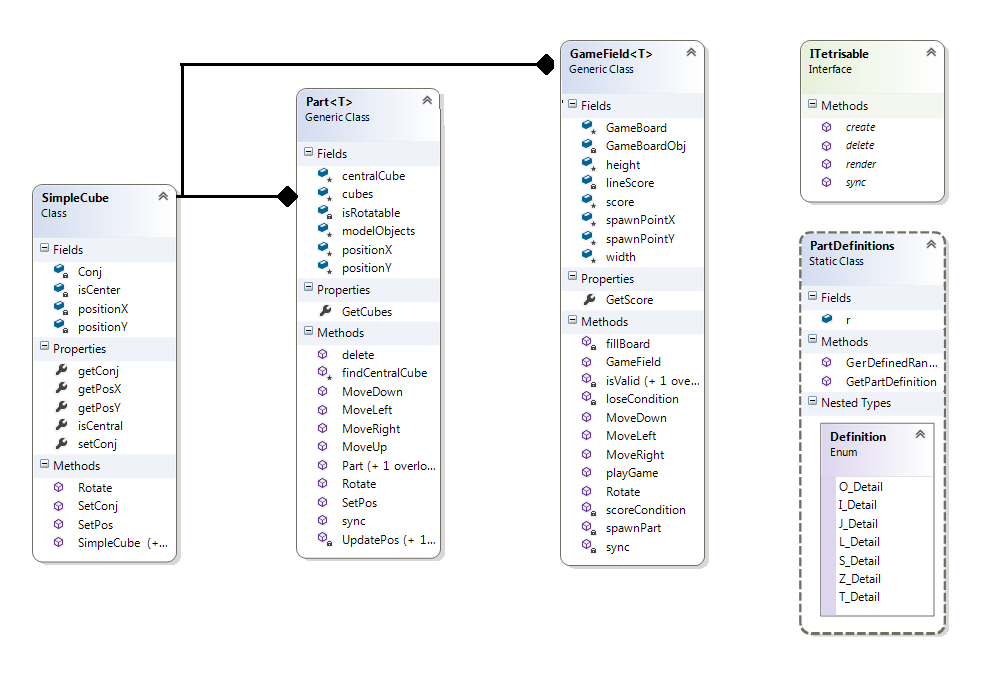 SimpleCube
Class
Fields
Conj
isCenter
positionX
positionY
Properties
getConj
getPosX
getPosY
isCentral
setConj
Methods
Rotate
SetConj
SetPos
SimpleCube (+...
Part<T>
Generic Class
Fields
centralCube
cubes
isRotatable
modelObjects
positionX
positionY
Properties
GetCubes
Methods
delete
findCentralCube
MoveDown
MoveLeft
MoveRight
MoveUp
Part (+ 1 overlo...
Rotate
SetPos
sync
UpdatePos (+ 1...
GameField<T>
Generic Class
Fields
GameBoard
GameBoardObj
height
lineScore
score
spawnPointX
spawnPointY
width
Properties
GetScore
Methods
fillBoard
GameField
isValid (+ 1 ove...
loseCondition
MoveDown
MoveLeft
MoveRight
playGame
Rotate
scoreCondition
spawnPart
sync
ITetrisable
Interface
Methods
create
delete
render
sync
PartDefinitions
Static Class
Fields
r
Methods
GerDefinedRan...
GetPartDefinition
Nested Types
Definition
Enum
O_Detail
I_Detail
J_Detail
L_Detail
S_Detail
Z_Detail
T_Detail